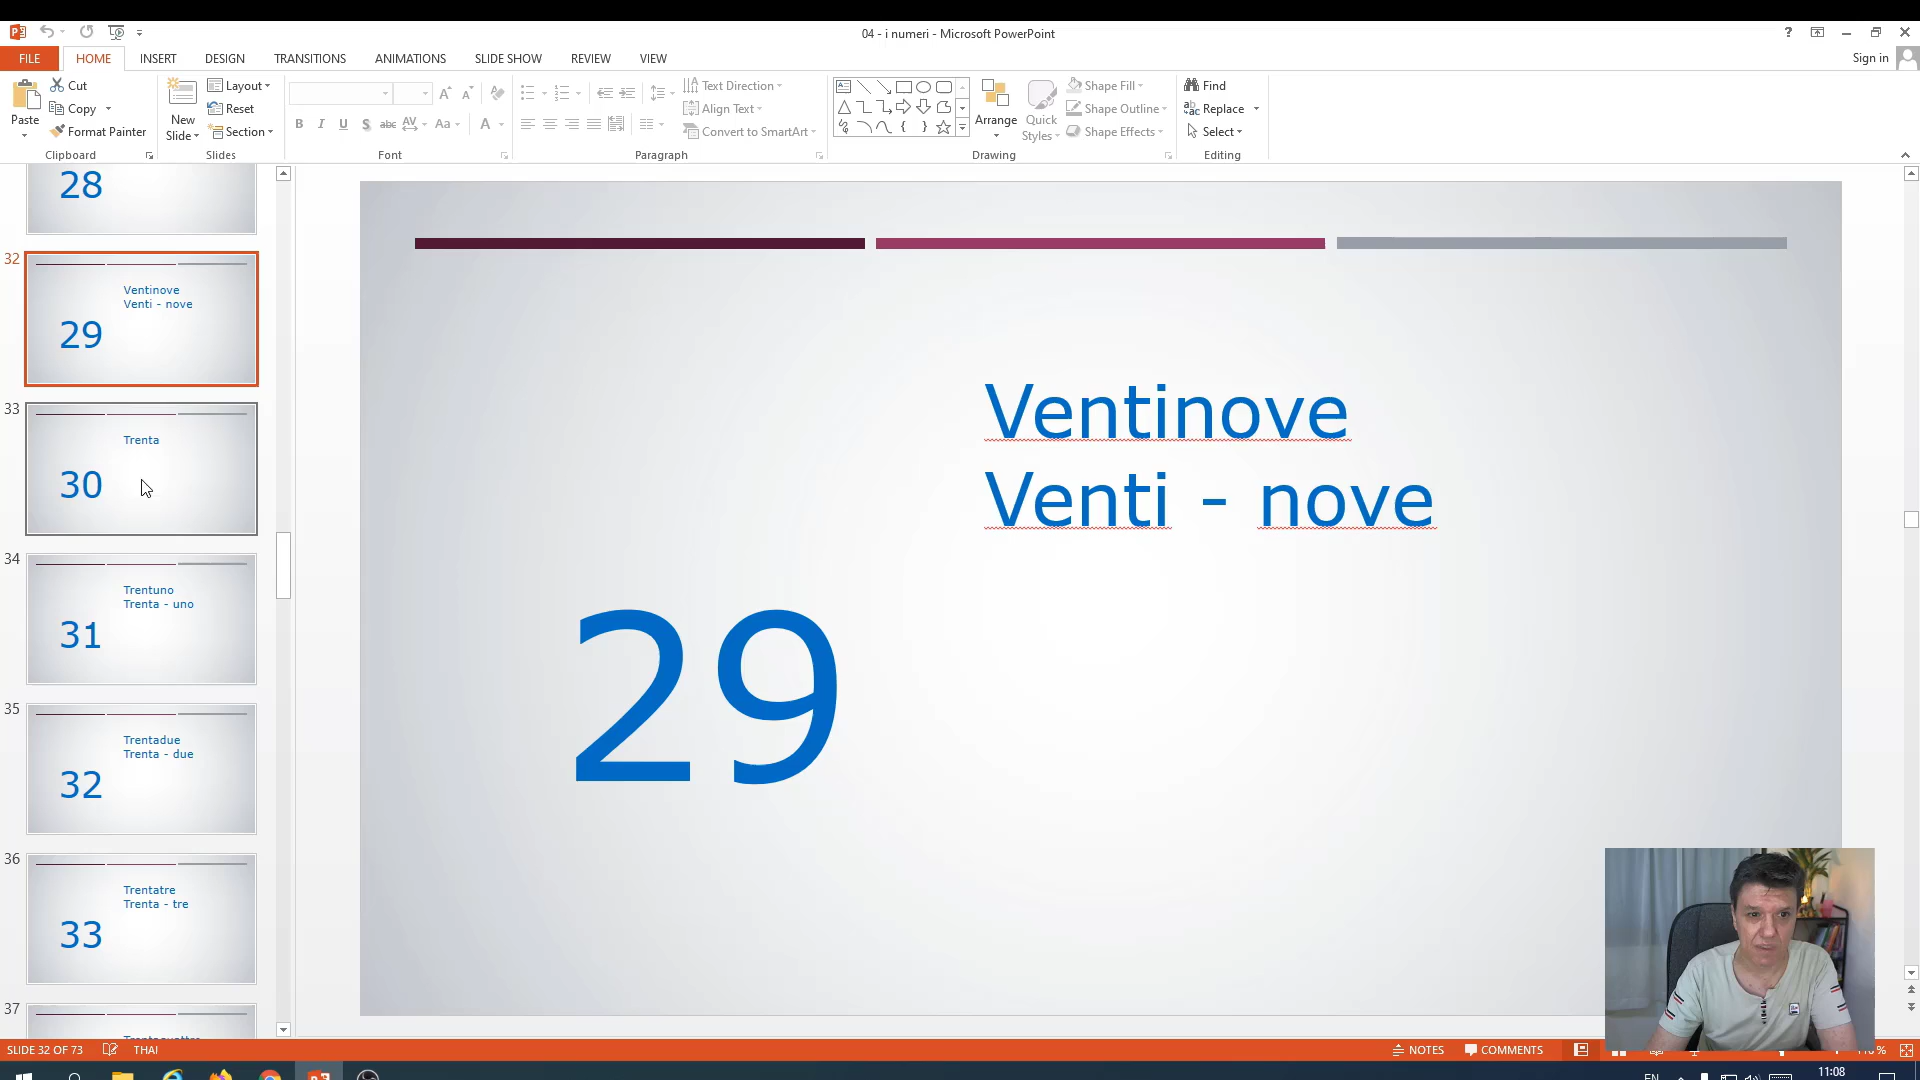 04 - i numeri - Microsoft PowerPoint
Sign in
FILE
HOME
INSERT
DESIGN
TRANSITIONS
ANIMATIONS
SLIDE SHOW
REVIEW
VIEW
Paste
Cut
Copy
Format Painter
Clipboard
New
Slide
Layout
Reset
Section
Slides
Font
Text Direction
Align Text
Convert to SmartArt
Paragraph
Arrange
Quick
Styles
Shape Fill
Shape Outline
Shape Effects
Drawing
Find
Replace
Select
Editing
28
32
Ventinove
Venti - nove
29
33
Trenta
30
34
Trentuno
Trenta - uno
31
35
Trentadue
Trenta - due
32
36
Trentatre
Trenta - tre
33
37
Ventinove
Venti - nove
29
SLIDE 32 OF 73
THAI
NOTES
COMMENTS
11:08